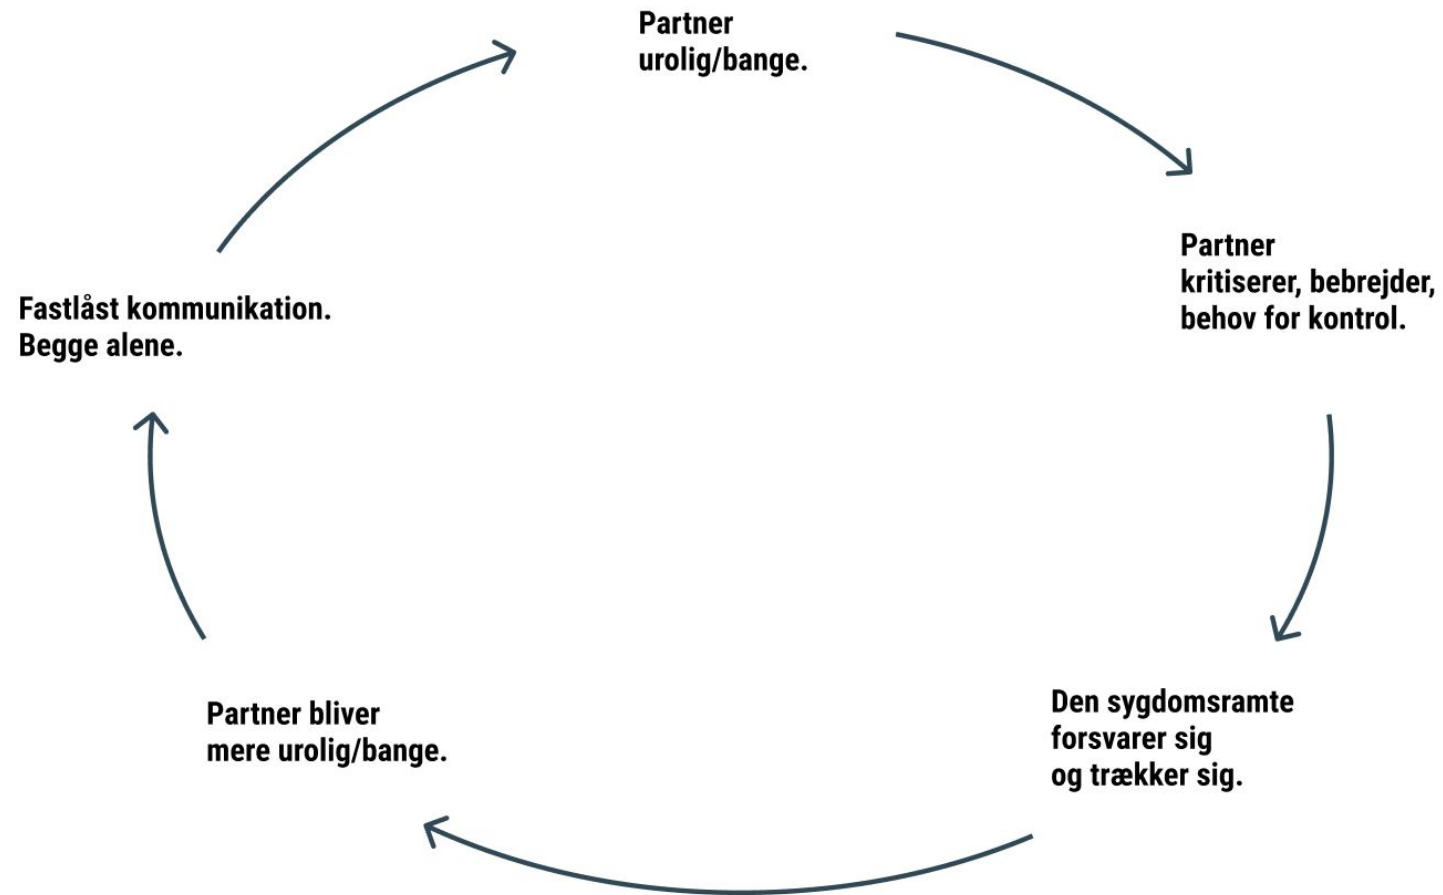 Partner
urolig/bange.
Partner
kritiserer, bebrejder,
behov for kontrol.
Den sygdomsramte
forsvarer sig
og trækker sig.
Partner bliver
mere urolig/bange.
Fastlåst kommunikation.
Begge alene.